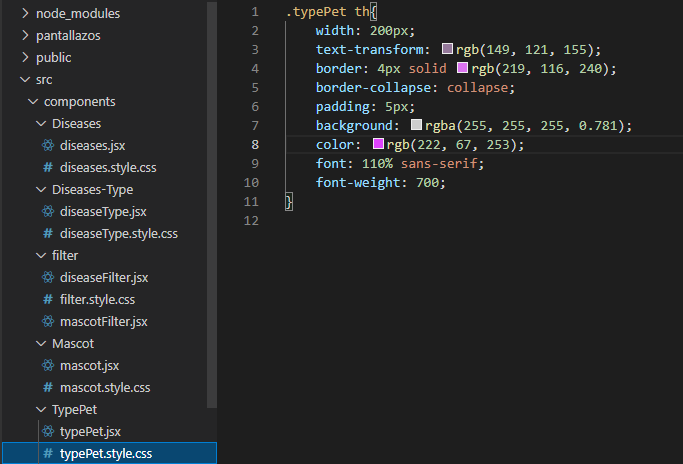 node_modules
pantallazos
public
src
components
Diseases
diseases.jsx
# diseases.style.css
Diseases-Type
diseaseType.jsx
# diseaseType.style.css
filter
diseaseFilter.jsx
# filter.style.css
mascotFilter.jsx
Mascot
mascot.jsx
# mascot.style.css
TypePet
typePet.jsx
# typePet.style.css
1 .typePet th{
2 width: 200px;
3 text-transform: rgb(149, 121, 155);
4 border: 4px solid rgb(219, 116, 240);
5 border-collapse: collapse;
6 padding: 5px;
7 background: rgba(255, 255, 255, 0.781);
8 color: rgb(222, 67, 253);
9 font: 110% sans-serif;
10 font-weight: 700;
11 }
12